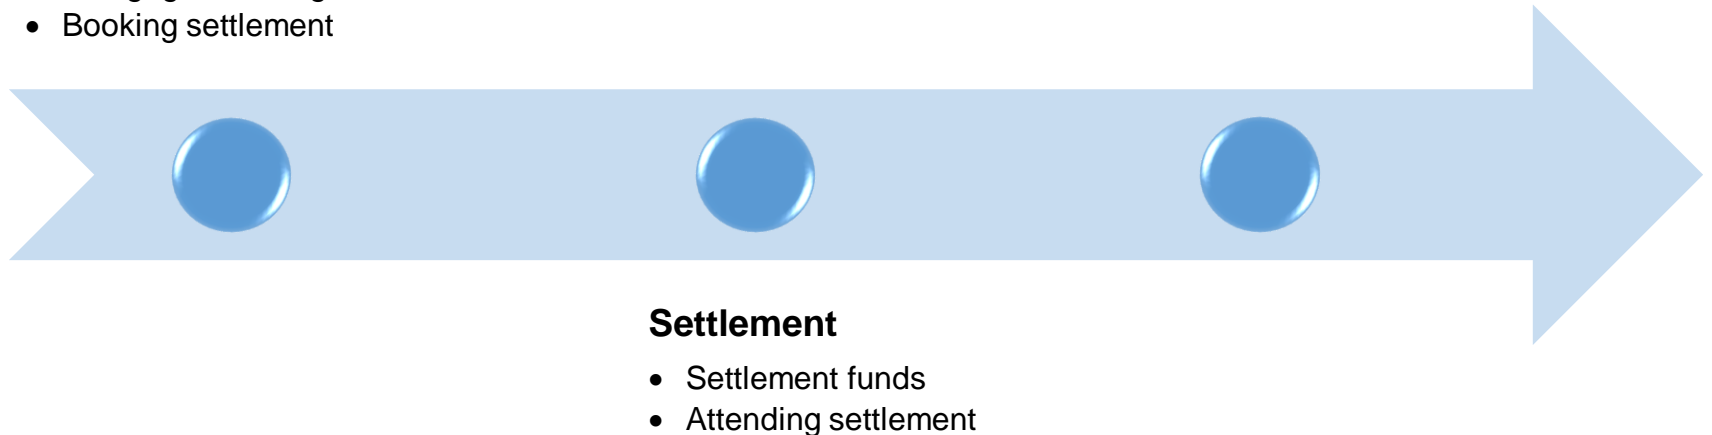 • Booking settlement
Settlement
• Settlement funds
• Attending settlement